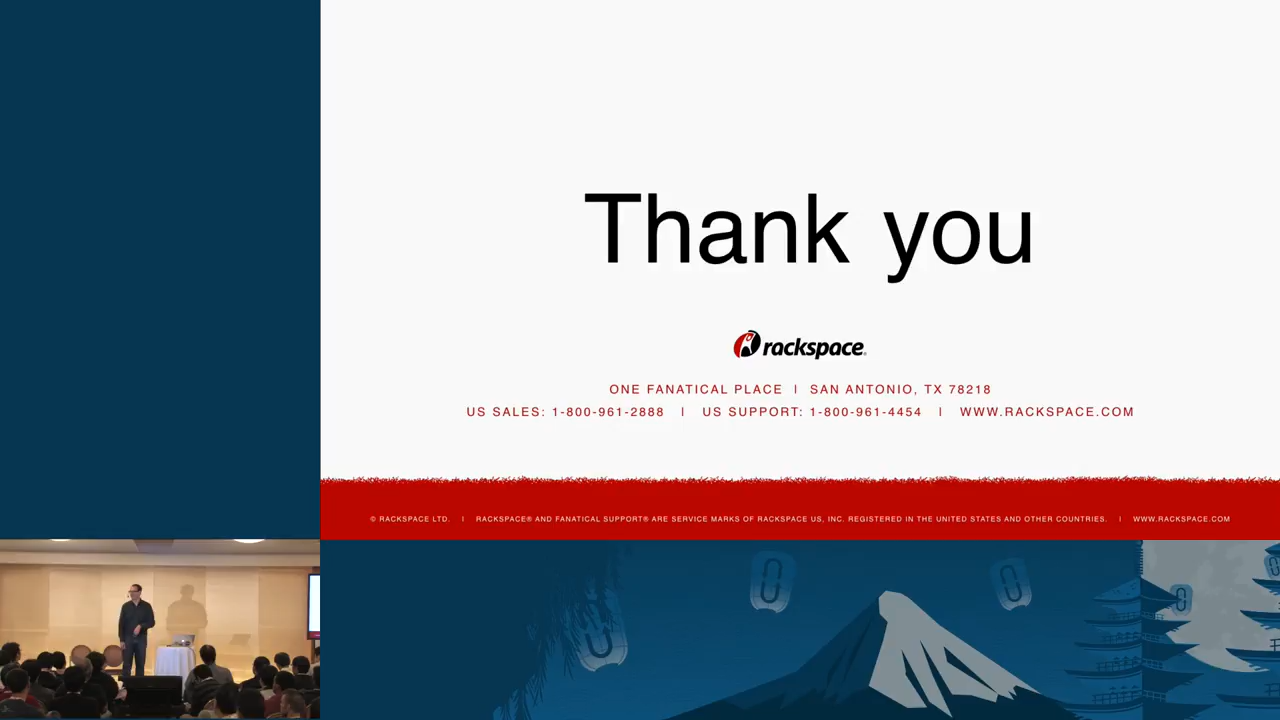 Thank you
rackspace®
ONE FANATICAL PLACE | SAN ANTONIO, TX 78218
US SALES: 1-800-961-2888 | US SUPPORT: 1-800-961-4454 | WWW.RACKSPACE.COM
© RACKSPACE LTD. | RACKSPACE® AND FANATICAL SUPPORT® ARE SERVICE MARKS OF RACKSPACE US, INC. REGISTERED IN THE UNITED STATES AND OTHER COUNTRIES. | WWW.RACKSPACE.COM